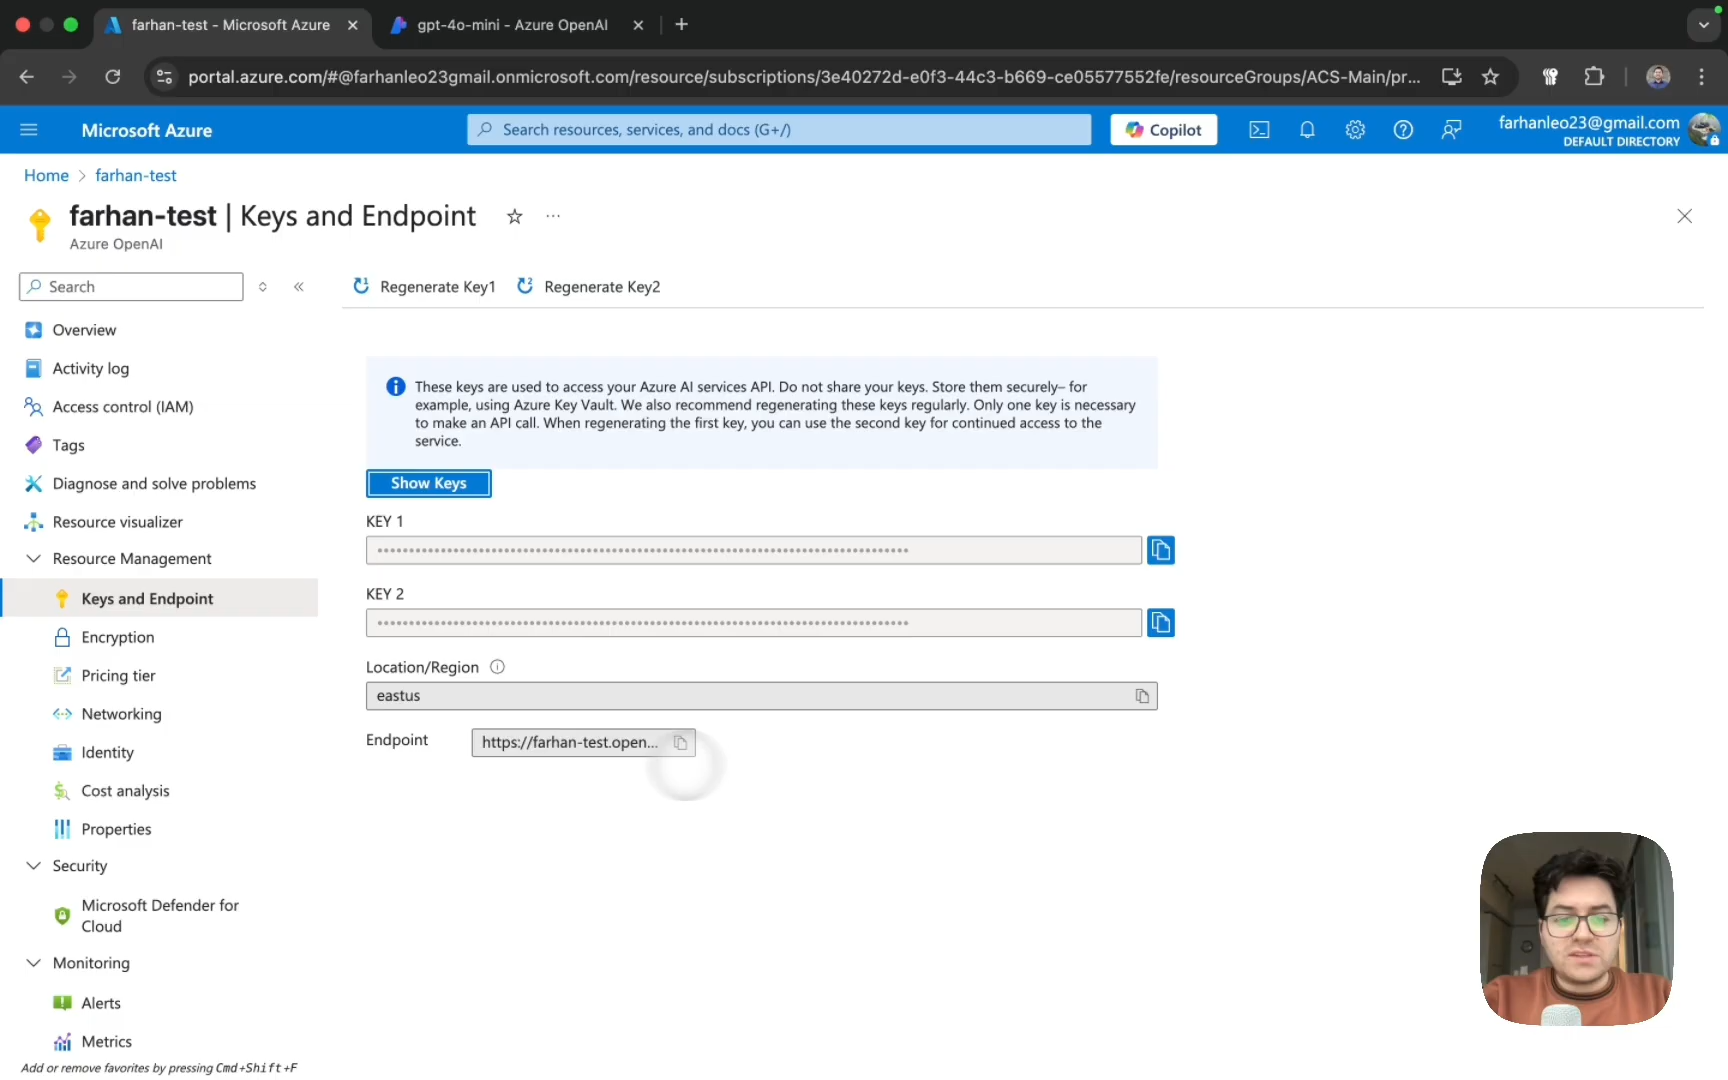 farhan-test - Microsoft Azure
gpt-4o-mini - Azure OpenAI
portal.azure.com/#@farhanleo23gmail.onmicrosoft.com/resource/subscriptions/3e40272d-e0f3-44c3-b669-ce05577552fe/resourceGroups/ACS-Main/pr...
Microsoft Azure
Search resources, services, and docs (G+/)
Copilot
farhanleo23@gmail.com
DEFAULT DIRECTORY
Home > farhan-test
farhan-test | Keys and Endpoint
Azure OpenAI
Search
Regenerate Key1
Regenerate Key2
Overview
Activity log
Access control (IAM)
Tags
Diagnose and solve problems
Resource visualizer
Resource Management
Keys and Endpoint
Encryption
Pricing tier
Networking
Identity
Cost analysis
Properties
Security
Microsoft Defender for
Cloud
Monitoring
Alerts
Metrics
Add or remove favorites by pressing Cmd+Shift+F
These keys are used to access your Azure AI services API. Do not share your keys. Store them securely– for
example, using Azure Key Vault. We also recommend regenerating these keys regularly. Only one key is necessary
to make an API call. When regenerating the first key, you can use the second key for continued access to the
service.
Show Keys
KEY 1
KEY 2
Location/Region
eastus
Endpoint
https://farhan-test.open...